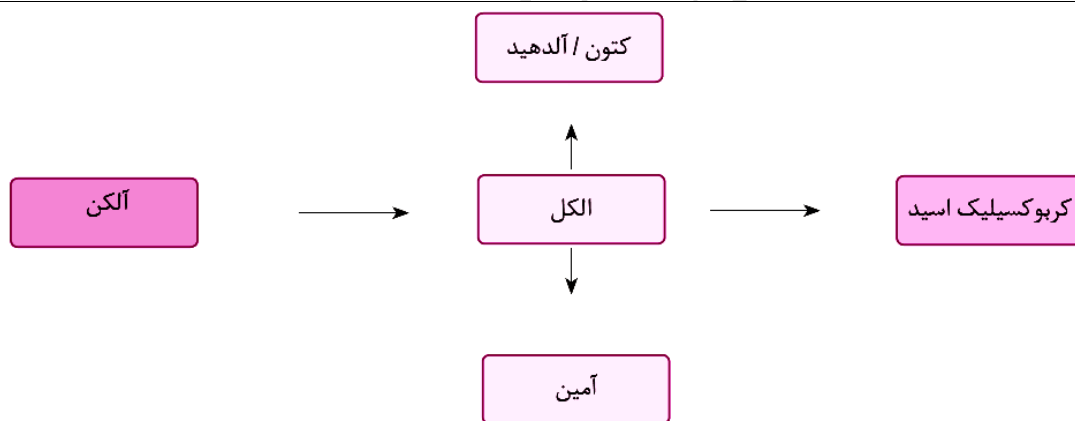 کتون / آلدهید
آلکن
الکل
کربوکسیلیک اسید
آمین